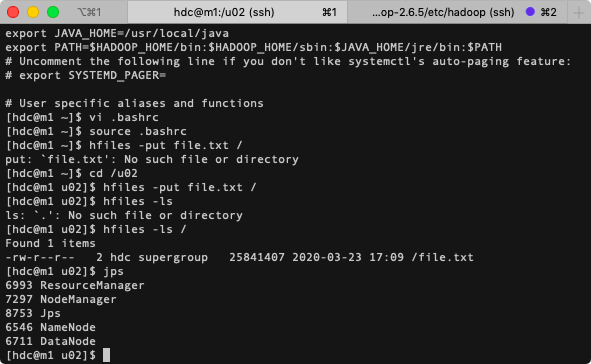 ⌥⌘1
hdc@m1:/u02 (ssh)
⌘1
...op-2.6.5/etc/hadoop (ssh)
⌘2
+
export JAVA_HOME=/usr/local/java
export PATH=$HADOOP_HOME/bin:$HADOOP_HOME/sbin:$JAVA_HOME/jre/bin:$PATH
# Uncomment the following line if you don't like systemctl's auto-paging feature:
# export SYSTEMD_PAGER=
# User specific aliases and functions
[hdc@m1 ~]$ vi .bashrc
[hdc@m1 ~]$ source .bashrc
[hdc@m1 ~]$ hfiles -put file.txt /
put: `file.txt': No such file or directory
[hdc@m1 ~]$ cd /u02
[hdc@m1 u02]$ hfiles -put file.txt /
[hdc@m1 u02]$ hfiles -ls
ls: `.': No such file or directory
[hdc@m1 u02]$ hfiles -ls /
Found 1 items
-rw-r--r--   2 hdc supergroup   25841407 2020-03-23 17:09 /file.txt
[hdc@m1 u02]$ jps
6993 ResourceManager
7297 NodeManager
8753 Jps
6546 NameNode
6711 DataNode
[hdc@m1 u02]$